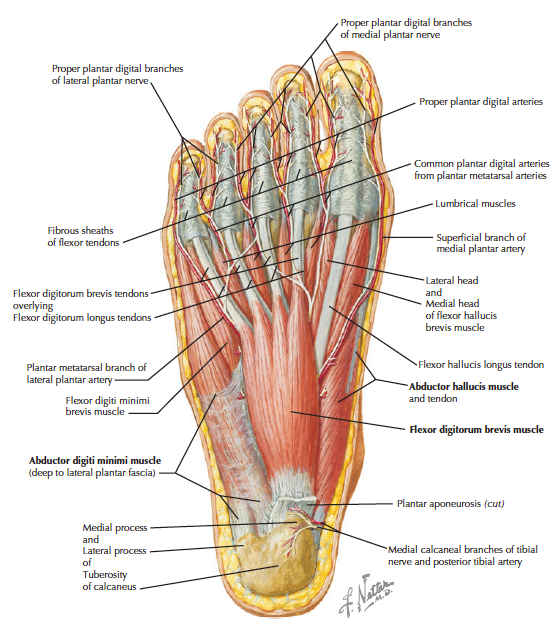 Proper plantar digital branches
of medial plantar nerve
Proper plantar digital branches
of lateral plantar nerve
Proper plantar digital arteries
Common plantar digital arteries
from plantar metatarsal arteries
Lumbrical muscles
Fibrous sheaths
of flexor tendons
Superficial branch of
medial plantar artery
Flexor digitorum brevis tendons
overlying
Flexor digitorum longus tendons
Lateral head
and
Medial head
of flexor hallucis
brevis muscle
Plantar metatarsal branch of
lateral plantar artery
Flexor hallucis longus tendon
Flexor digiti minimi
brevis muscle
Abductor hallucis muscle
and tendon
Flexor digitorum brevis muscle
Abductor digiti minimi muscle
(deep to lateral plantar fascia)
Plantar aponeurosis (cut)
Medial process
and
Lateral process
of
Tuberosity
of calcaneus
Medial calcaneal branches of tibial
nerve and posterior tibial artery
F. Netter
M.D.